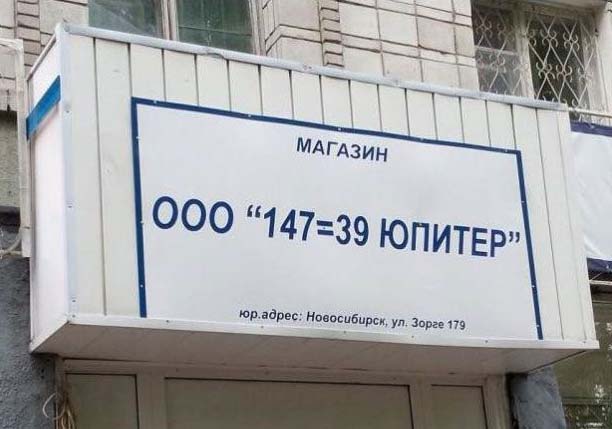 МАГАЗИН
ООО “147=39 ЮПИТЕР”
юр.адрес: Новосибирск, ул. Зорге 179